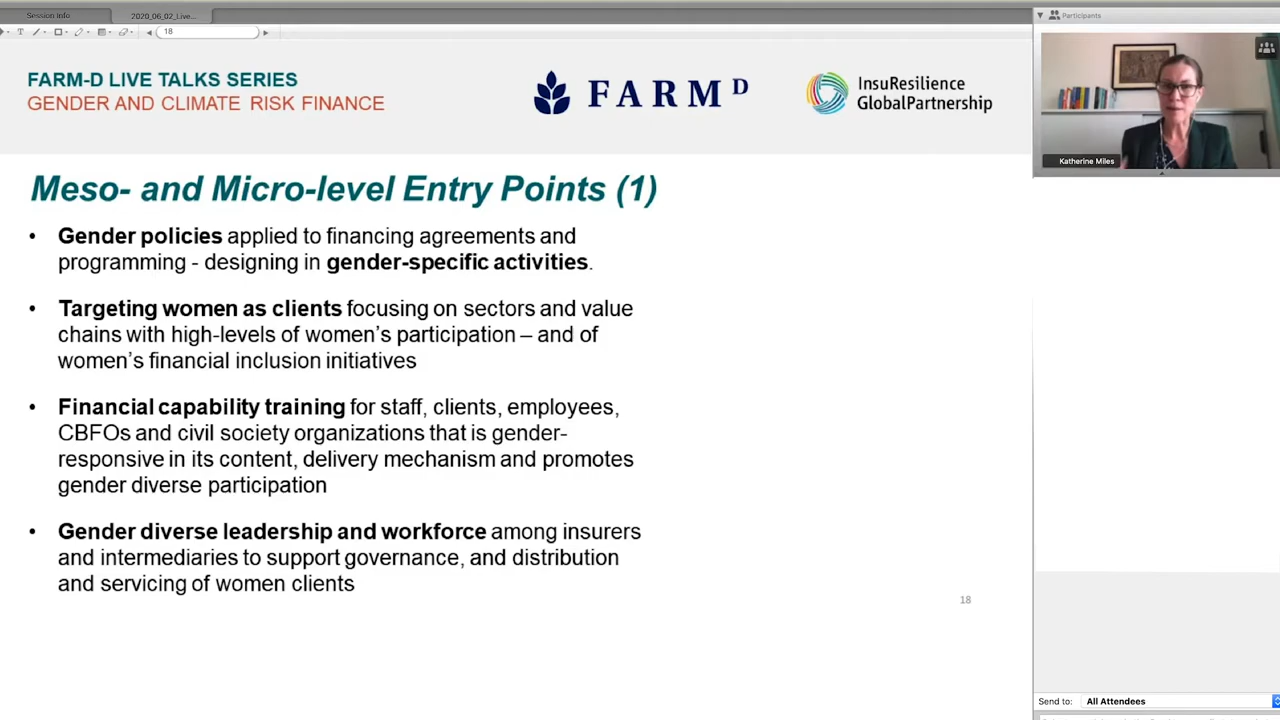 Session Info
2020_06_02_Live...
18
Participants
FARM-D LIVE TALKS SERIES
GENDER AND CLIMATE RISK FINANCE
FARM D
InsuResilience
GlobalPartnership
Katherine Miles
Meso- and Micro-level Entry Points (1)
• Gender policies applied to financing agreements and
programming - designing in gender-specific activities.
• Targeting women as clients focusing on sectors and value
chains with high-levels of women’s participation – and of
women’s financial inclusion initiatives
• Financial capability training for staff, clients, employees,
CBFOs and civil society organizations that is gender-
responsive in its content, delivery mechanism and promotes
gender diverse participation
• Gender diverse leadership and workforce among insurers
and intermediaries to support governance, and distribution
and servicing of women clients
18
Send to: All Attendees